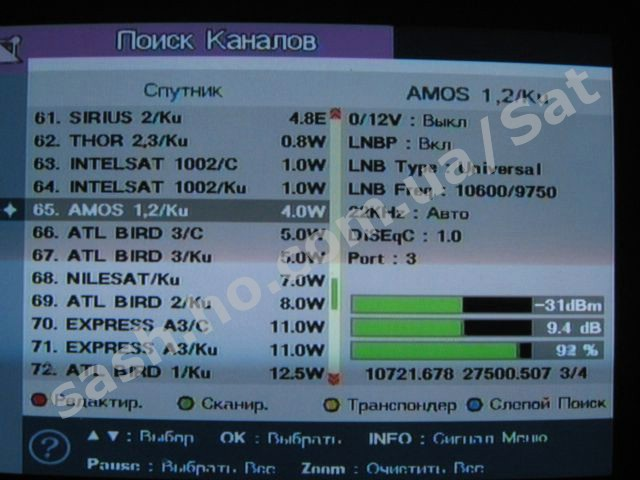 Поиск Каналов
Спутник
61. SIRIUS 2/Ku 4.8E
62. THOR 2,3/Ku 0.8W
63. INTELSAT 1002/C 1.0W
64. INTELSAT 1002/Ku 1.0W
65. AMOS 1,2/Ku 4.0W
66. ATL BIRD 3/C 5.0W
67. ATL BIRD 3/Ku 5.0W
68. NILESAT/Ku 7.0W
69. ATL BIRD 2/Ku 8.0W
70. EXPRESS A3/C 11.0W
71. EXPRESS A3/Ku 11.0W
72. ATL BIRD 1/Ku 12.5W
AMOS 1,2/Ku
0/12V : Выкл
LNBP : Вкл
LNB Type : Universal
LNB Freq. : 10600/9750
22KHz : Авто
DiSEqC : 1.0
Port : 3
-31dBm
9.4 dB
92 %
10721.678 27500.507 3/4
Редактир. Сканир. Транспондер Слепой Поиск
? ▲ ▼ : Выбор OK : Выбрать INFO : Сигнал Меню
Pause : Выбрать Все Zoom : Очистить Все
sash.ho.com.ua/Sat